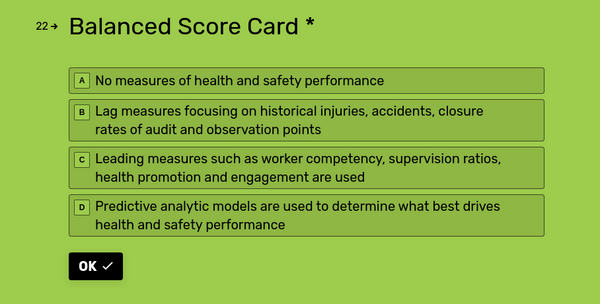 22→ Balanced Score Card *
A No measures of health and safety performance
B Lag measures focusing on historical injuries, accidents, closure
rates of audit and observation points
C Leading measures such as worker competency, supervision ratios,
health promotion and engagement are used
D Predictive analytic models are used to determine what best drives
health and safety performance
OK ✓